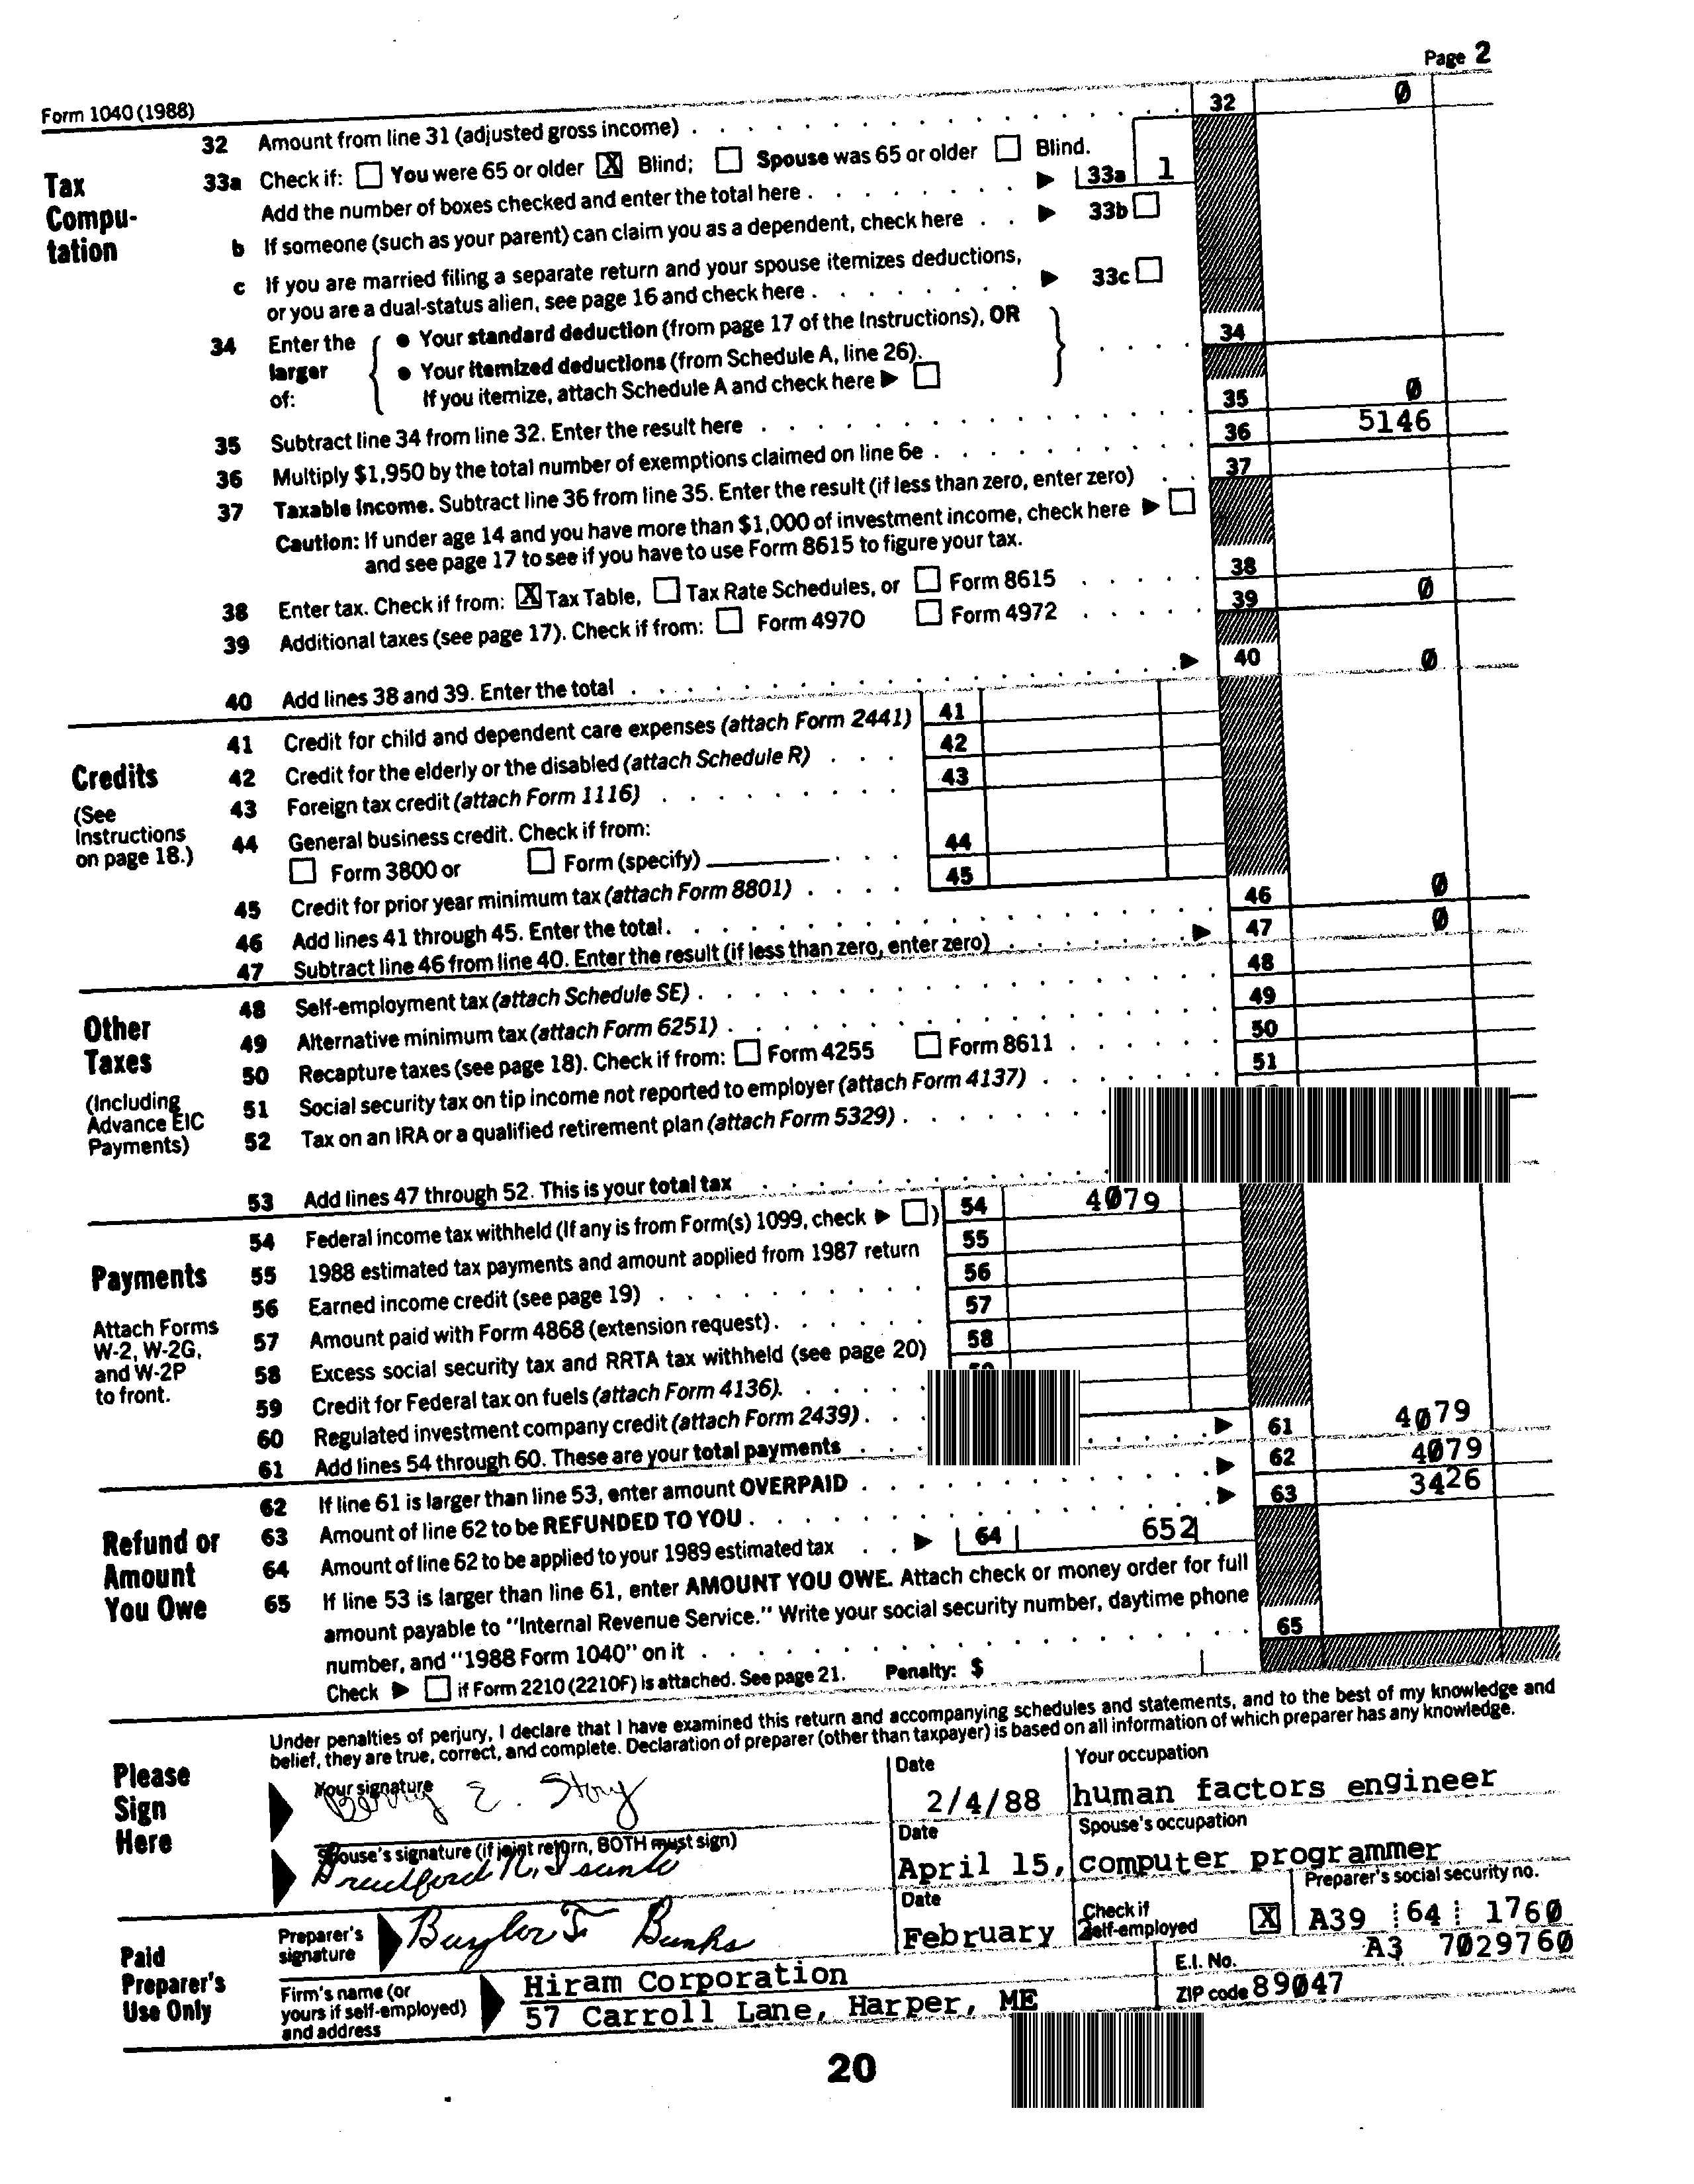 Page 2
Form 1040 (1988)
32 Amount from line 31 (adjusted gross income) 32 0
Tax Compu-tation
33a Check if: You were 65 or older X Blind; Spouse was 65 or older Blind.
Add the number of boxes checked and enter the total here 33a 1
b If someone (such as your parent) can claim you as a dependent, check here 33b
c If you are married filing a separate return and your spouse itemizes deductions,
or you are a dual-status alien, see page 16 and check here 33c
34 Enter the larger of:
• Your standard deduction (from page 17 of the Instructions), OR
• Your itemized deductions (from Schedule A, line 26).
If you itemize, attach Schedule A and check here 34
35 Subtract line 34 from line 32. Enter the result here 35 0
36 Multiply $1,950 by the total number of exemptions claimed on line 6e 36 5146
37 Taxable income. Subtract line 36 from line 35. Enter the result (if less than zero, enter zero) 37
Caution: If under age 14 and you have more than $1,000 of investment income, check here
and see page 17 to see if you have to use Form 8615 to figure your tax.
38 Enter tax. Check if from: X Tax Table, Tax Rate Schedules, or Form 8615 38
39 Additional taxes (see page 17). Check if from: Form 4970 Form 4972 39 0
40 Add lines 38 and 39. Enter the total 40 0
Credits
(See Instructions on page 18.)
41 Credit for child and dependent care expenses (attach Form 2441) 41
42 Credit for the elderly or the disabled (attach Schedule R) 42
43 Foreign tax credit (attach Form 1116) 43
44 General business credit. Check if from:
Form 3800 or Form (specify) 44
45 Credit for prior year minimum tax (attach Form 8801) 45
46 Add lines 41 through 45. Enter the total. 46 0
47 Subtract line 46 from line 40. Enter the result (if less than zero, enter zero) 47 0
Other Taxes
(Including Advance EIC Payments)
48 Self-employment tax (attach Schedule SE) 48
49 Alternative minimum tax (attach Form 6251) 49
50 Recapture taxes (see page 18). Check if from: Form 4255 Form 8611 50
51 Social security tax on tip income not reported to employer (attach Form 4137) 51
52 Tax on an IRA or a qualified retirement plan (attach Form 5329)
53 Add lines 47 through 52. This is your total tax
Payments
Attach Forms W-2, W-2G, and W-2P to front.
54 Federal income tax withheld (If any is from Form(s) 1099, check ) 54 4079
55 1988 estimated tax payments and amount applied from 1987 return 55
56 Earned income credit (see page 19) 56
57 Amount paid with Form 4868 (extension request). 57
58 Excess social security tax and RRTA tax withheld (see page 20) 58
59 Credit for Federal tax on fuels (attach Form 4136).
60 Regulated investment company credit (attach Form 2439)
61 Add lines 54 through 60. These are your total payments 61 4079
Refund or Amount You Owe
62 If line 61 is larger than line 53, enter amount OVERPAID 62 4079
63 Amount of line 62 to be REFUNDED TO YOU 63 3426
64 Amount of line 62 to be applied to your 1989 estimated tax 64 652
65 If line 53 is larger than line 61, enter AMOUNT YOU OWE. Attach check or money order for full
amount payable to "Internal Revenue Service." Write your social security number, daytime phone
number, and "1988 Form 1040" on it 65
Check if Form 2210 (2210F) is attached. See page 21. Penalty: $
Please Sign Here
Under penalties of perjury, I declare that I have examined this return and accompanying schedules and statements, and to the best of my knowledge and
belief, they are true, correct, and complete. Declaration of preparer (other than taxpayer) is based on all information of which preparer has any knowledge.
Your signature E. Story
Date 2/4/88
Your occupation human factors engineer
Spouse's signature (if joint return, BOTH must sign)
Date April 15,
Spouse's occupation computer programmer
Paid Preparer's Use Only
Preparer's signature Baylor Banks
Date February 2
Check if self-employed X
Preparer's social security no. A39 64 1760
Firm's name (or yours if self-employed) and address
Hiram Corporation
57 Carroll Lane, Harper, ME
E.I. No. A3 7029760
ZIP code 89047
20